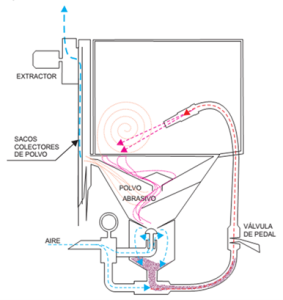 EXTRACTOR
SACOS
COLECTORES
DE POLVO
POLVO
ABRASIVO
AIRE
VÁLVULA
DE PEDAL